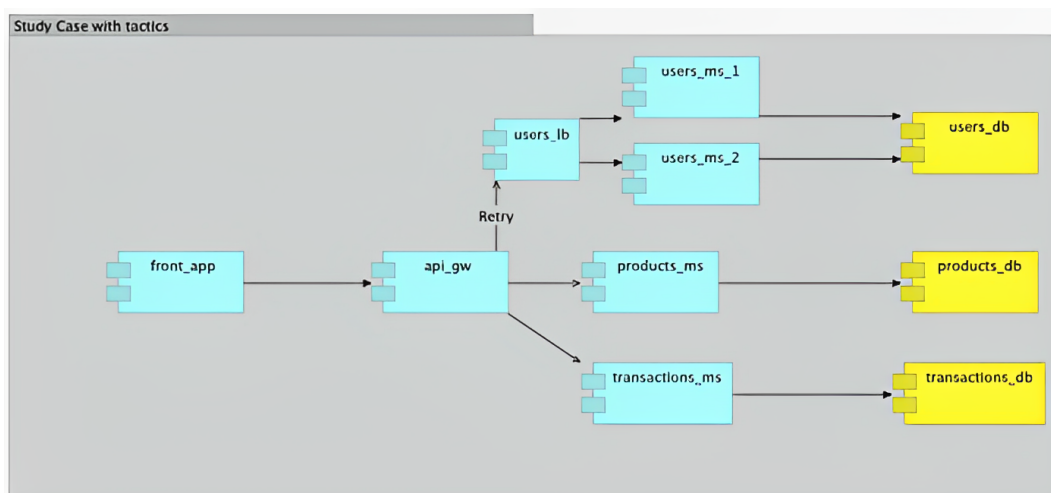 Study Case with tactics
users_ms_1
users_lb
users_db
users_ms_2
Retry
front_app
api_gw
products_ms
products_db
transactions_ms
transactions_db